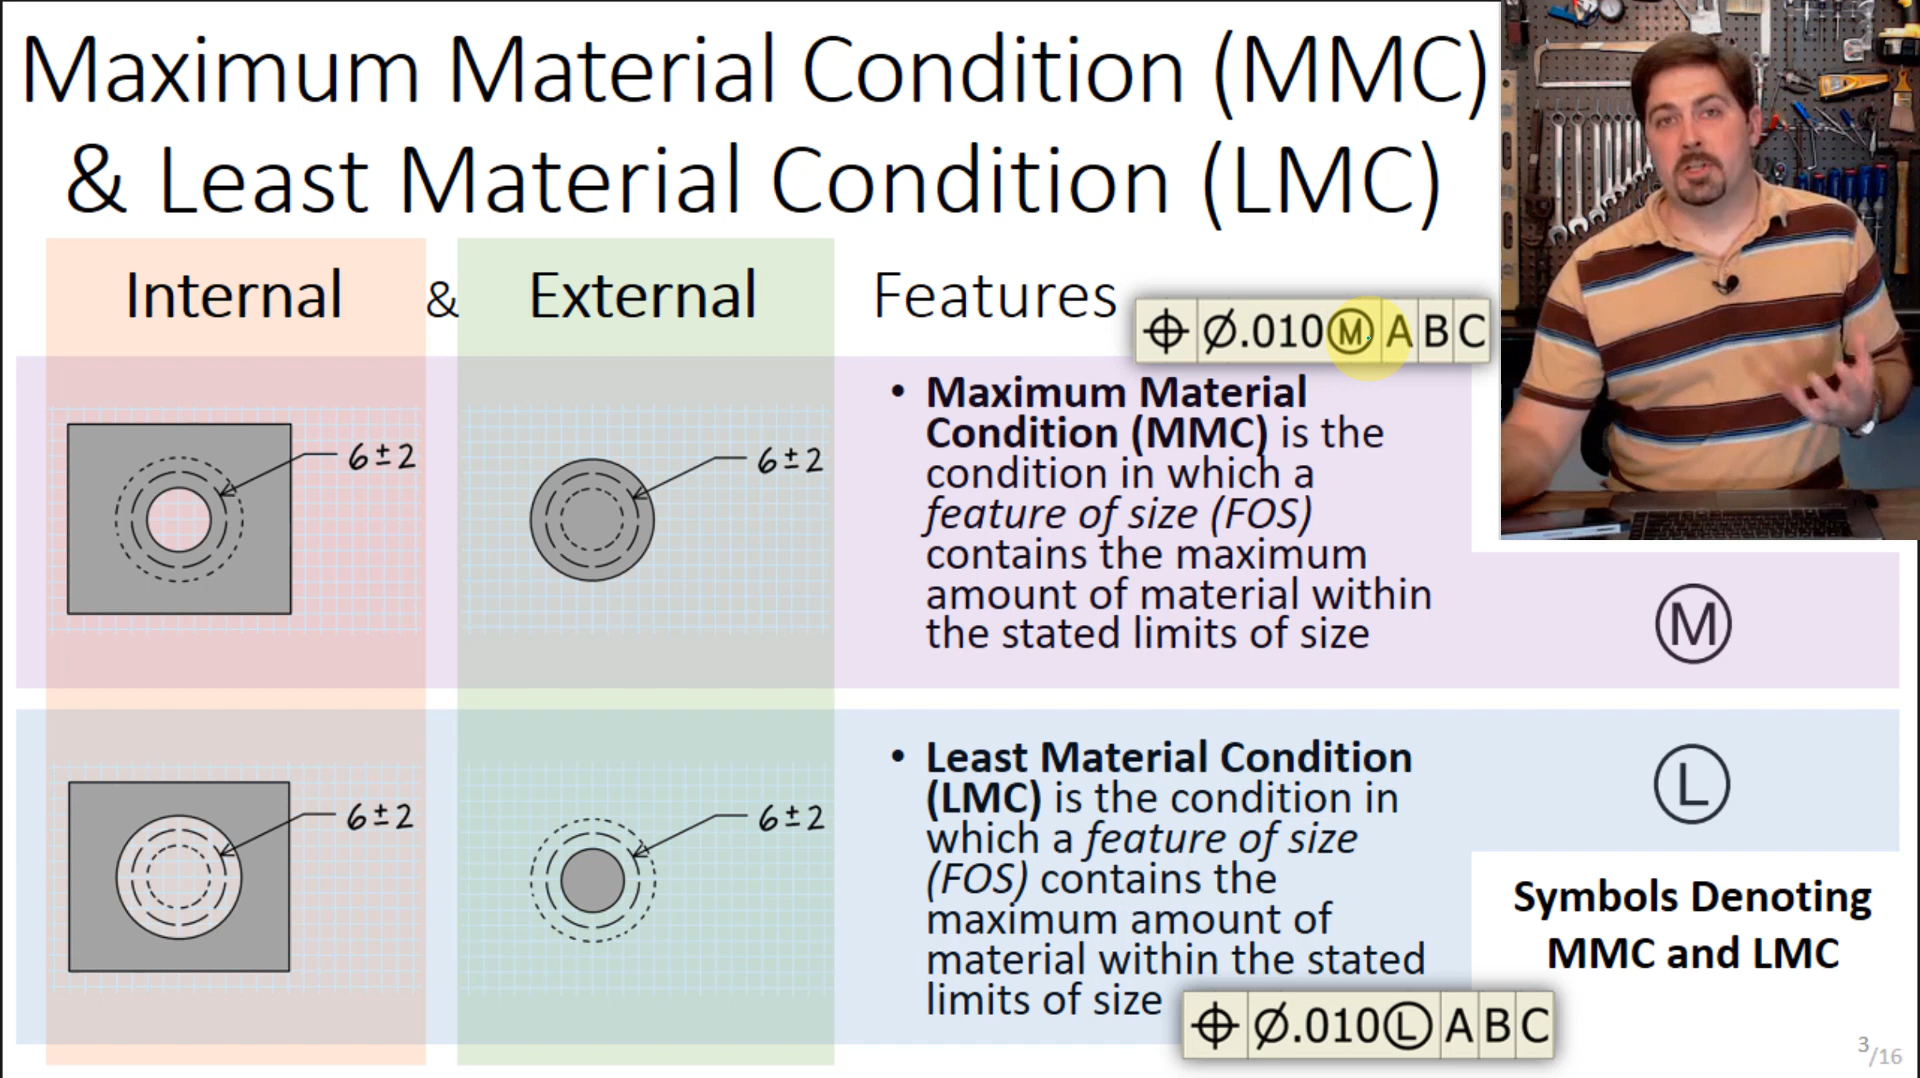 Maximum Material Condition (MMC)
& Least Material Condition (LMC)
Internal & External Features
⌖ Ø.010Ⓜ A B C
6±2
6±2
• Maximum Material
Condition (MMC) is the
condition in which a
feature of size (FOS)
contains the maximum
amount of material within
the stated limits of size
Ⓜ
6±2
6±2
• Least Material Condition
(LMC) is the condition in
which a feature of size
(FOS) contains the
maximum amount of
material within the stated
limits of size
⌖ Ø.010Ⓛ A B C
Ⓛ
Symbols Denoting
MMC and LMC
3/16